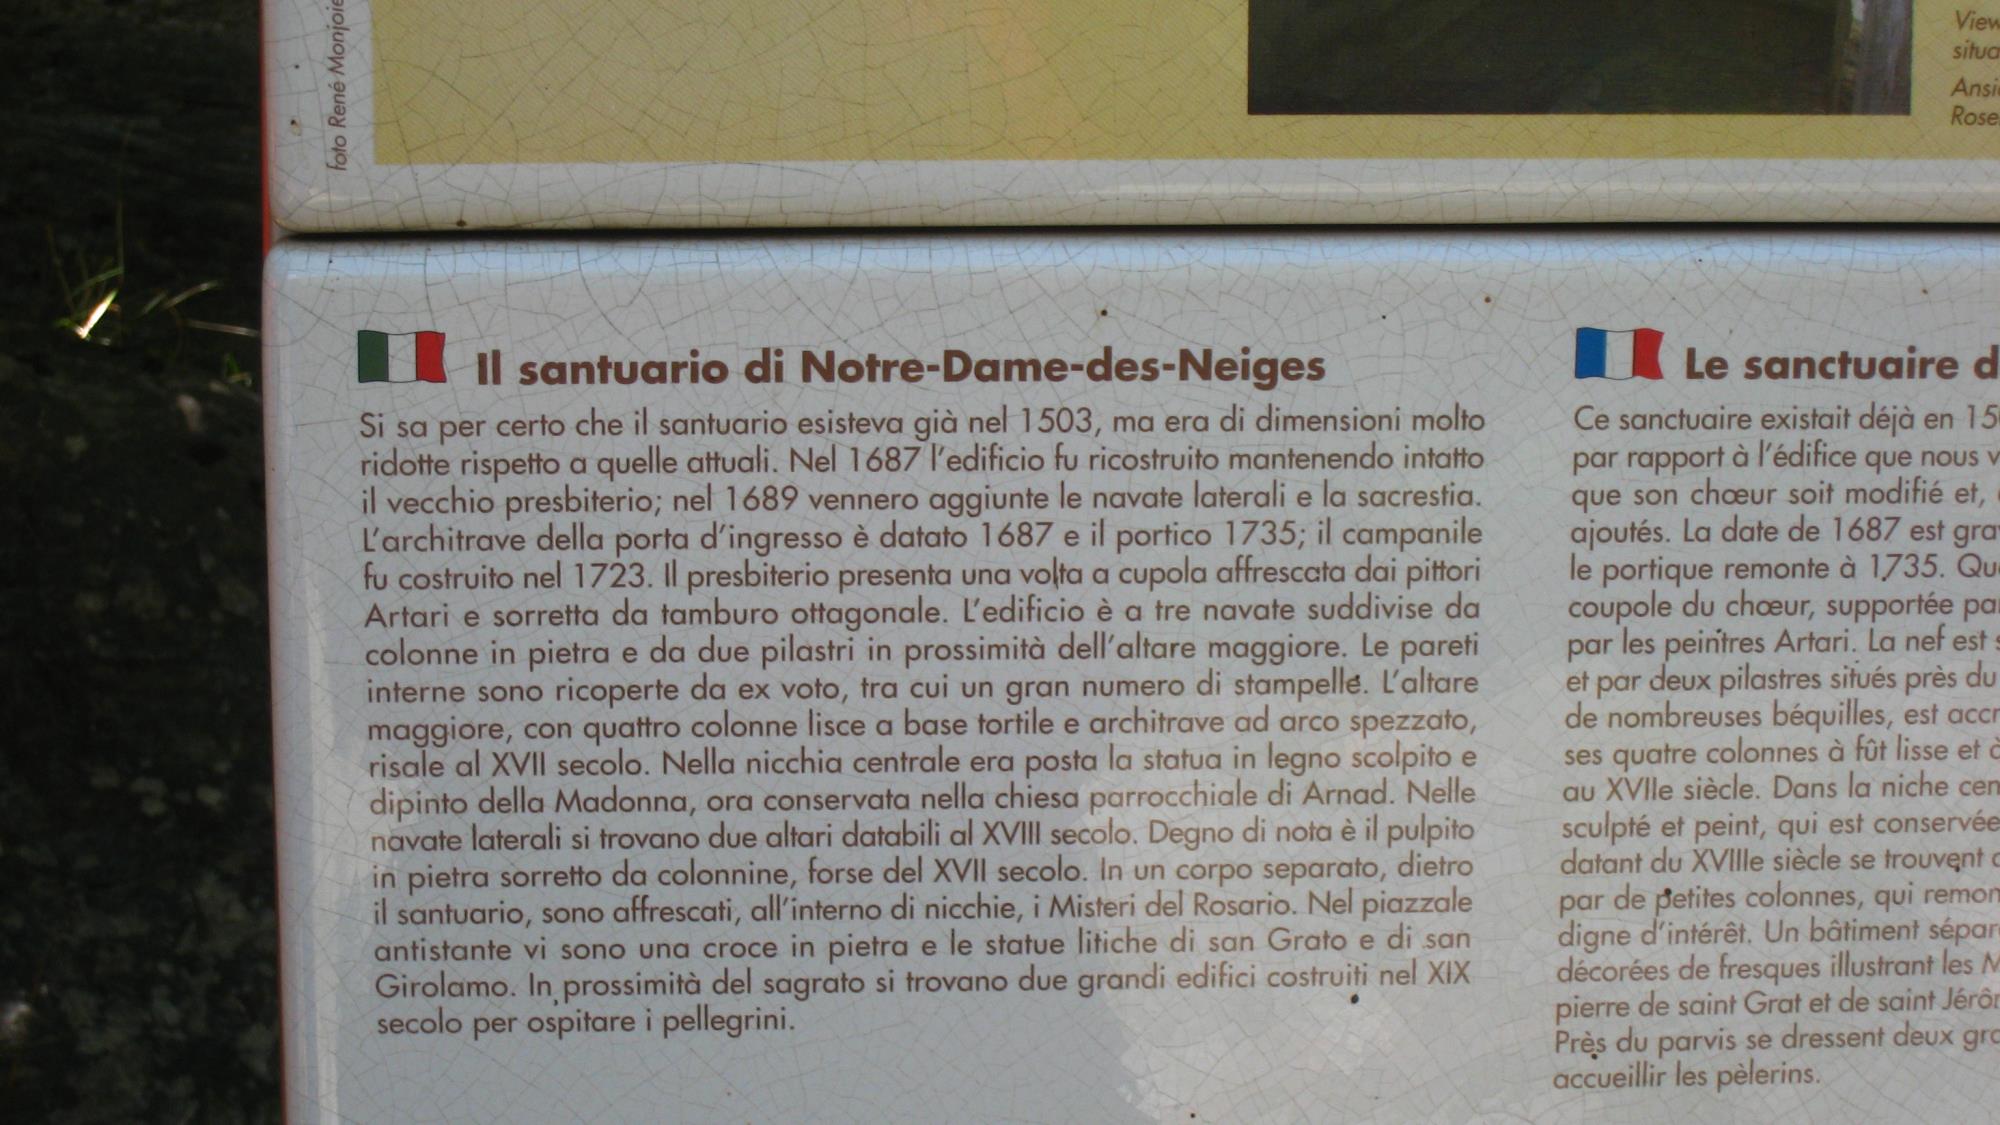 foto René Monjoie
View
situa
Ansi
Rose
Il santuario di Notre-Dame-des-Neiges
Si sa per certo che il santuario esisteva già nel 1503, ma era di dimensioni molto
ridotte rispetto a quelle attuali. Nel 1687 l'edificio fu ricostruito mantenendo intatto
il vecchio presbiterio; nel 1689 vennero aggiunte le navate laterali e la sacrestia.
L'architrave della porta d'ingresso è datato 1687 e il portico 1735; il campanile
fu costruito nel 1723. Il presbiterio presenta una volta a cupola affrescata dai pittori
Artari e sorretta da tamburo ottagonale. L'edificio è a tre navate suddivise da
colonne in pietra e da due pilastri in prossimità dell'altare maggiore. Le pareti
interne sono ricoperte da ex voto, tra cui un gran numero di stampelle. L'altare
maggiore, con quattro colonne lisce a base tortile e architrave ad arco spezzato,
risale al XVII secolo. Nella nicchia centrale era posta la statua in legno scolpito e
dipinto della Madonna, ora conservata nella chiesa parrocchiale di Arnad. Nelle
navate laterali si trovano due altari databili al XVIII secolo. Degno di nota è il pulpito
in pietra sorretto da colonnine, forse del XVII secolo. In un corpo separato, dietro
il santuario, sono affrescati, all'interno di nicchie, i Misteri del Rosario. Nel piazzale
antistante vi sono una croce in pietra e le statue litiche di san Grato e di san
Girolamo. In prossimità del sagrato si trovano due grandi edifici costruiti nel XIX
secolo per ospitare i pellegrini.
Le sanctuaire d
Ce sanctuaire existait déjà en 150
par rapport à l'édifice que nous v
que son chœur soit modifié et,
ajoutés. La date de 1687 est gra
le portique remonte à 1735. Qu
coupole du chœur, supportée pa
par les peintres Artari. La nef est s
et par deux pilastres situés près du
de nombreuses béquilles, est accr
ses quatre colonnes à fût lisse et à
au XVIIe siècle. Dans la niche cen
sculpté et peint, qui est conservée
datant du XVIIIe siècle se trouvent
par de petites colonnes, qui remon
digne d'intérêt. Un bâtiment sépar
décorées de fresques illustrant les M
pierre de saint Grat et de saint Jérôm
Près du parvis se dressent deux gra
accueillir les pèlerins.